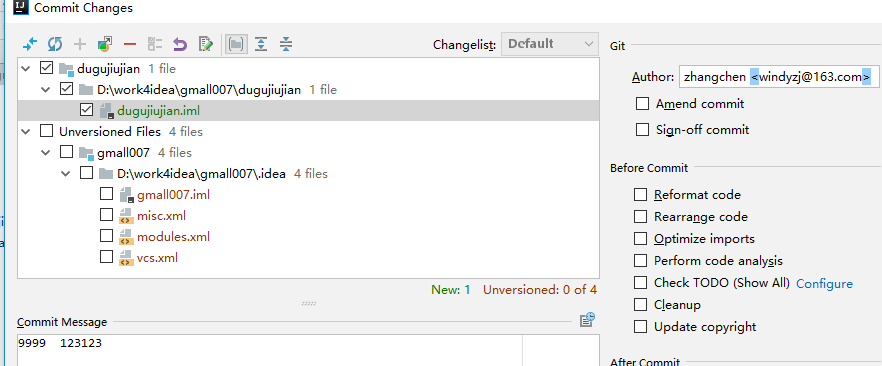 Commit Changes
Changelist: Default
dugujiujian 1 file
D:\work4idea\gmall007\dugujiujian 1 file
dugujiujian.iml
Unversioned Files 4 files
gmall007 4 files
D:\work4idea\gmall007\.idea 4 files
gmall007.iml
misc.xml
modules.xml
vcs.xml
New: 1 Unversioned: 0 of 4
Commit Message
9999 123123
Git
Author: zhangchen <windyzj@163.com>
Amend commit
Sign-off commit
Before Commit
Reformat code
Rearrange code
Optimize imports
Perform code analysis
Check TODO (Show All) Configure
Cleanup
Update copyright
After Commit